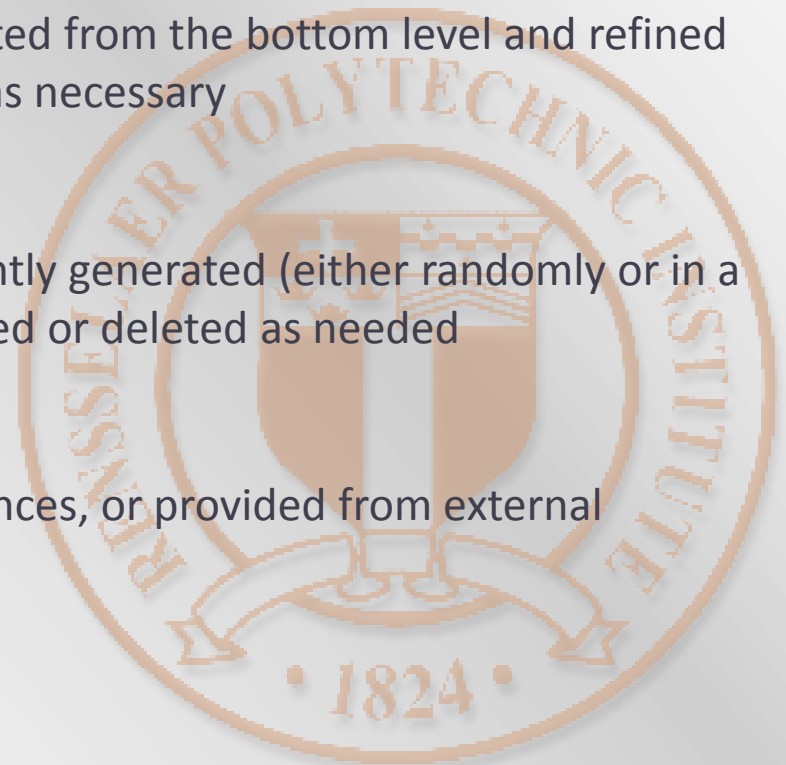 ted from the bottom level and refined
as necessary
ntly generated (either randomly or in a
ed or deleted as needed
nces, or provided from external
RENSSELAER POLYTECHNIC INSTITUTE
• 1824 •